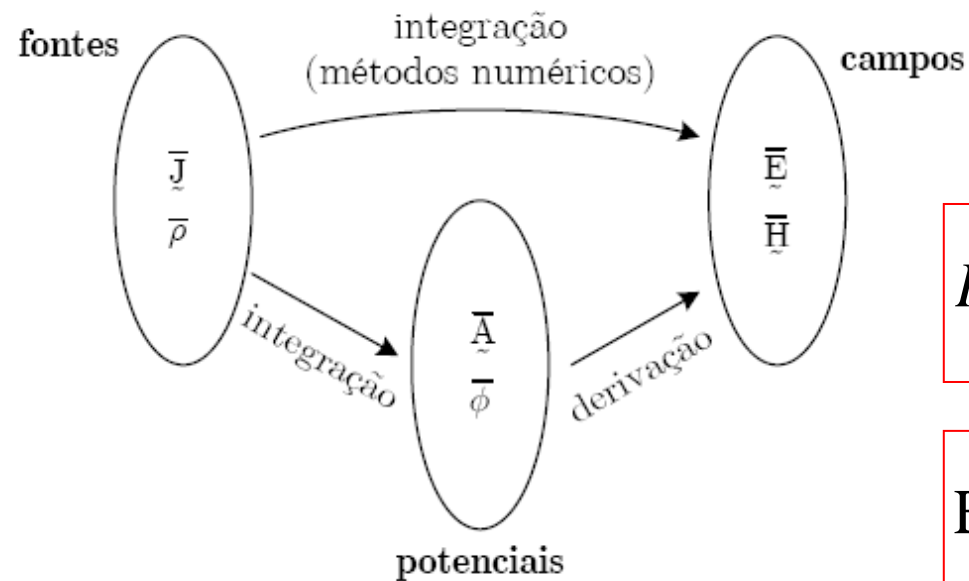 fontes
integração
(métodos numéricos)
campos
J̅
ρ̅
E̅
H̅
integração
A̅
ϕ̅
derivação
potenciais